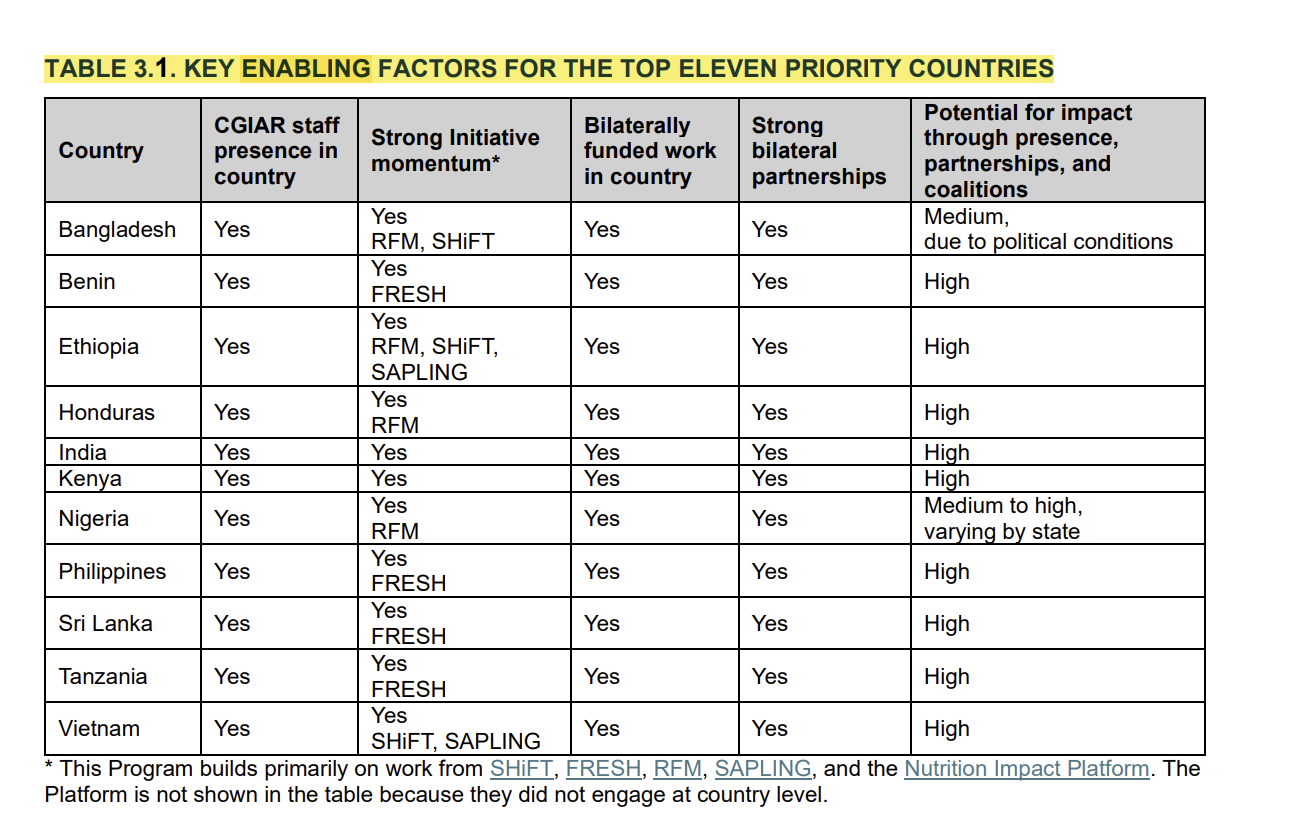 TABLE 3.1. KEY ENABLING FACTORS FOR THE TOP ELEVEN PRIORITY COUNTRIES
Country
CGIAR staff
presence in
country
Strong Initiative
momentum*
Bilaterally
funded work
in country
Strong
bilateral
partnerships
Potential for impact
through presence,
partnerships, and
coalitions
Bangladesh
Yes
Yes
RFM, SHiFT
Yes
Yes
Medium,
due to political conditions
Benin
Yes
Yes
FRESH
Yes
Yes
High
Ethiopia
Yes
Yes
RFM, SHiFT,
SAPLING
Yes
Yes
High
Honduras
Yes
Yes
RFM
Yes
Yes
High
India
Yes
Yes
Yes
Yes
High
Kenya
Yes
Yes
Yes
Yes
High
Nigeria
Yes
Yes
RFM
Yes
Yes
Medium to high,
varying by state
Philippines
Yes
Yes
FRESH
Yes
Yes
High
Sri Lanka
Yes
Yes
FRESH
Yes
Yes
High
Tanzania
Yes
Yes
FRESH
Yes
Yes
High
Vietnam
Yes
Yes
SHiFT, SAPLING
Yes
Yes
High
* This Program builds primarily on work from SHiFT, FRESH, RFM, SAPLING, and the Nutrition Impact Platform. The
Platform is not shown in the table because they did not engage at country level.